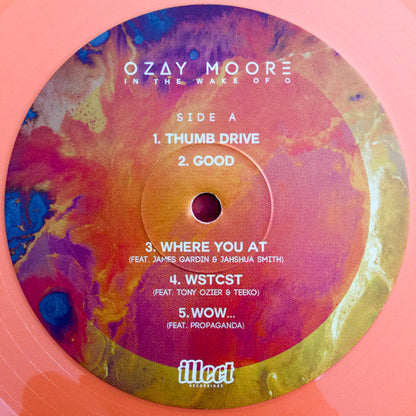 OZAY MOORE
IN THE WAKE OF O
SIDE A
1. THUMB DRIVE
2. GOOD
3. WHERE YOU AT
(FEAT. JAMES GARDIN & JAHSHUA SMITH)
4. WSTCST
(FEAT. TONY OZIER & TEEKO)
5. WOW...
(FEAT. PROPAGANDA)
illect
RECORDINGS